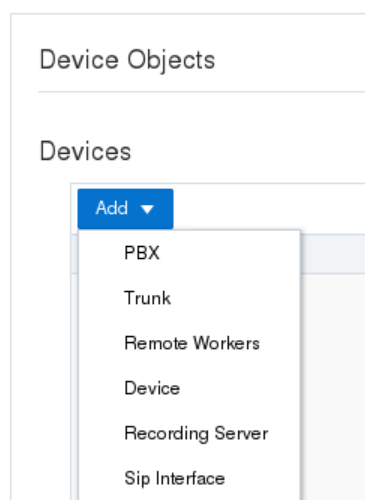 Device Objects
Devices
Add
PBX
Trunk
Remote Workers
Device
Recording Server
Sip Interface